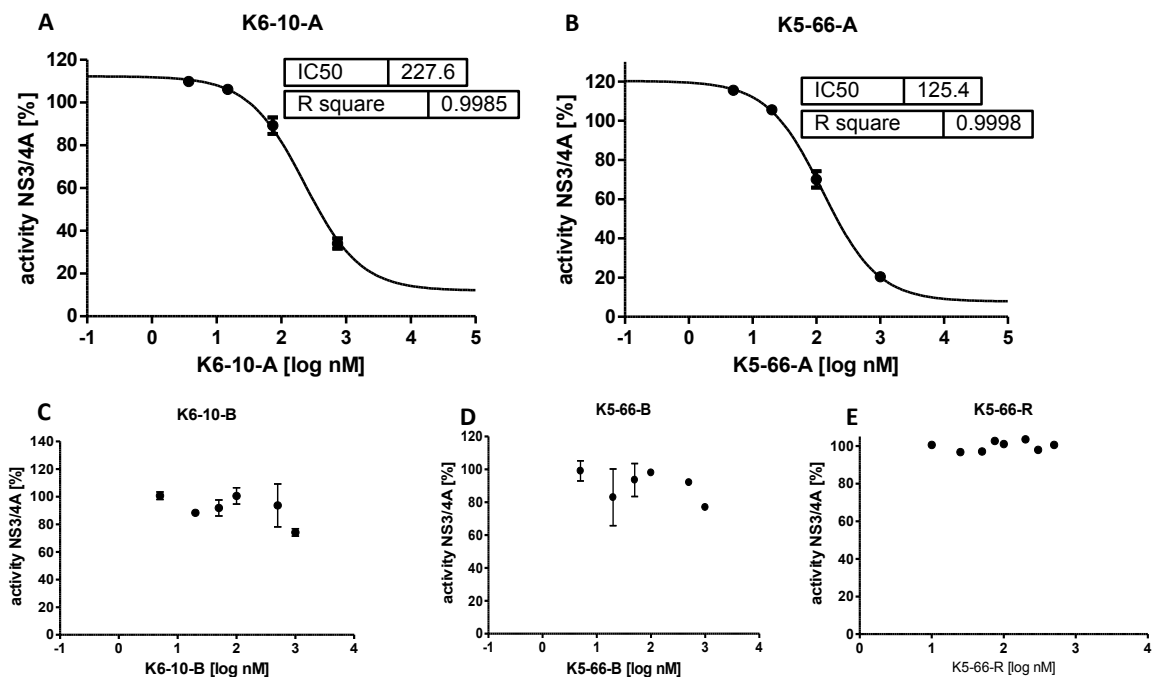 A
K6-10-A
120
100
80
60
40
20
0
activity NS3/4A [%]
IC50 227.6
R square 0.9985
-1 0 1 2 3 4 5
K6-10-A [log nM]
B
K5-66-A
120
100
80
60
40
20
0
activity NS3/4A [%]
IC50 125.4
R square 0.9998
-1 0 1 2 3 4 5
K5-66-A [log nM]
C
K6-10-B
140
120
100
80
60
40
20
0
activity NS3/4A [%]
-1 0 1 2 3 4
K6-10-B [log nM]
D
K5-66-B
120
100
80
60
40
20
0
activity NS3/4A [%]
-1 0 1 2 3 4
K5-66-B [log nM]
E
K5-66-R
100
80
60
40
20
0
activity NS3/4A [%]
0 1 2 3 4
K5-66-R [log nM]